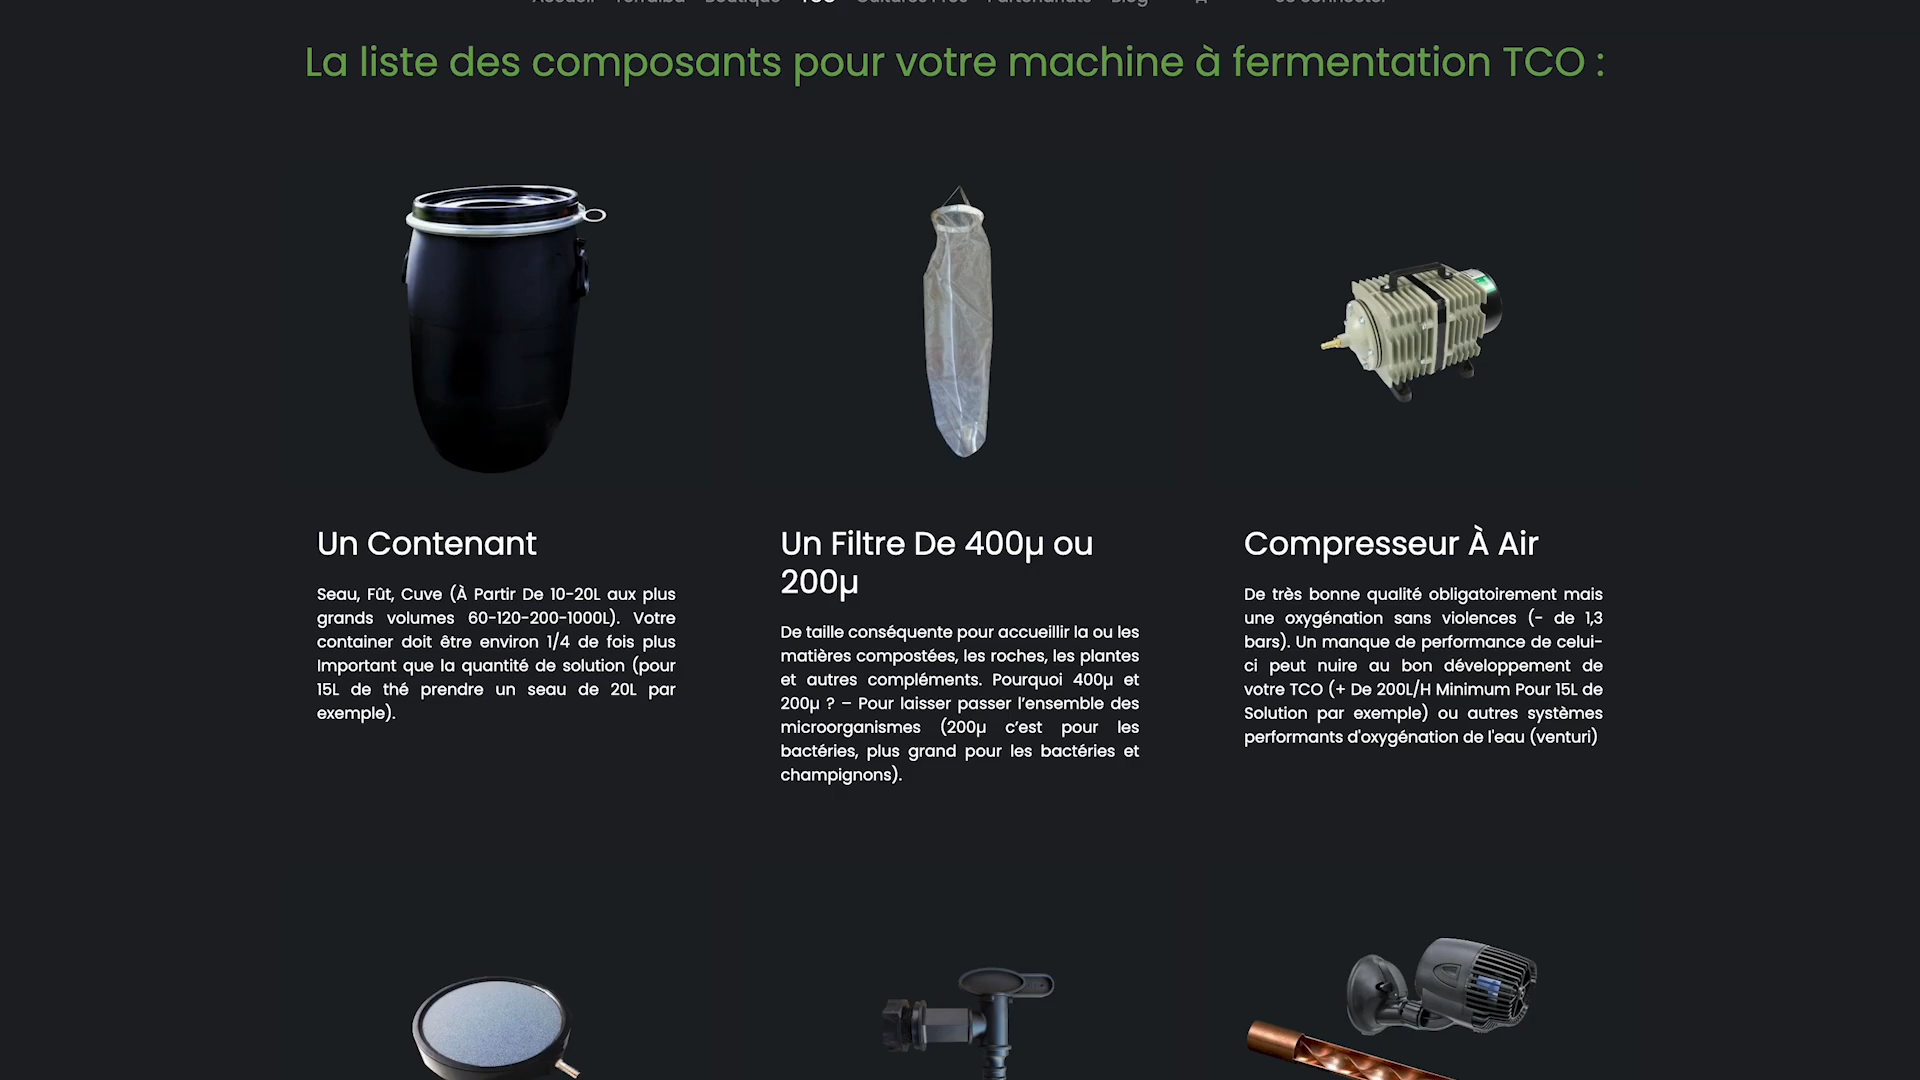 La liste des composants pour votre machine à fermentation TCO :
Un Contenant
Seau, Fût, Cuve (À Partir De 10-20L aux plus
grands volumes 60-120-200-1000L). Votre
container doit être environ 1/4 de fois plus
Important que la quantité de solution (pour
15L de thé prendre un seau de 20L par
exemple).
Un Filtre De 400µ ou
200µ
De taille conséquente pour accueillir la ou les
matières compostées, les roches, les plantes
et autres compléments. Pourquoi 400µ et
200µ ? – Pour laisser passer l’ensemble des
microorganismes (200µ c’est pour les
bactéries, plus grand pour les bactéries et
champignons).
Compresseur À Air
De très bonne qualité obligatoirement mais
une oxygénation sans violences (- de 1,3
bars). Un manque de performance de celui-
ci peut nuire au bon développement de
votre TCO (+ De 200L/H Minimum Pour 15L de
Solution par exemple) ou autres systèmes
performants d'oxygénation de l'eau (venturi)